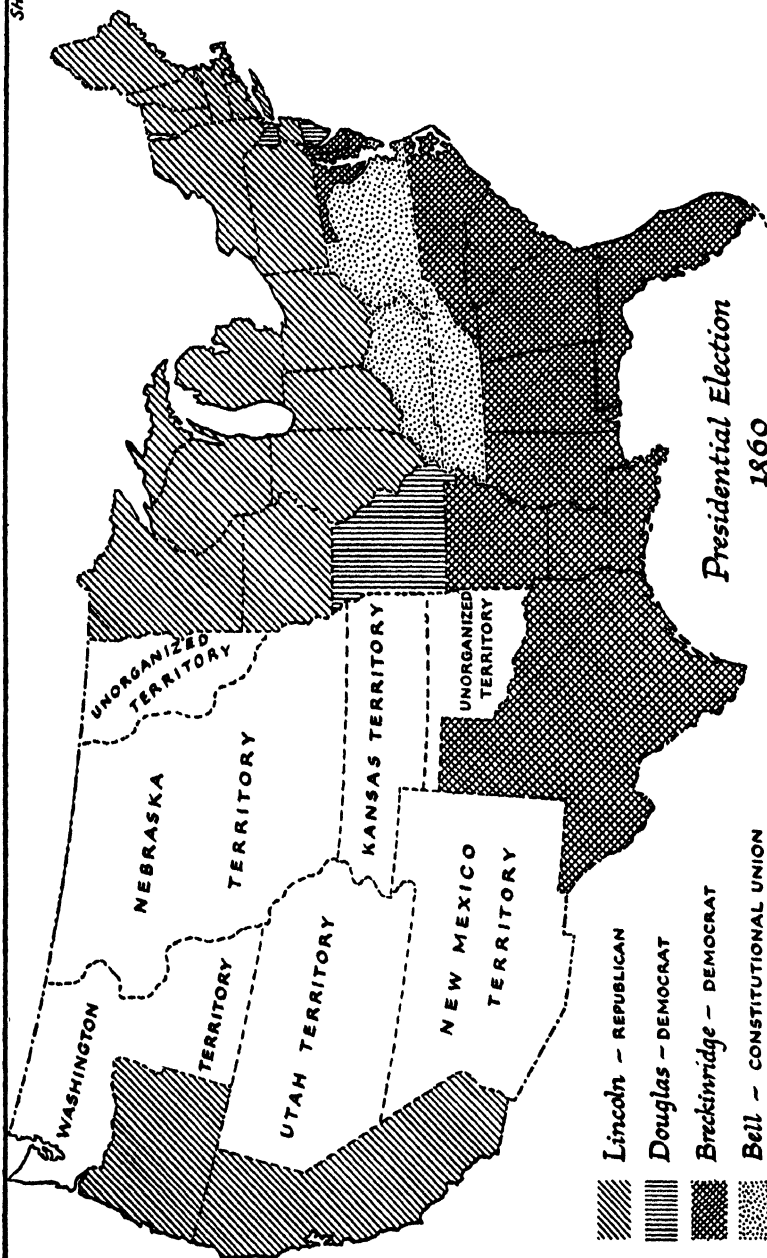 SH
WASHINGTON
TERRITORY
NEBRASKA
TERRITORY
UNORGANIZED
TERRITORY
UTAH TERRITORY
KANSAS TERRITORY
UNORGANIZED
TERRITORY
NEW MEXICO
TERRITORY
Presidential Election
1860
Lincoln – REPUBLICAN
Douglas – DEMOCRAT
Breckinridge – DEMOCRAT
Bell – CONSTITUTIONAL UNION